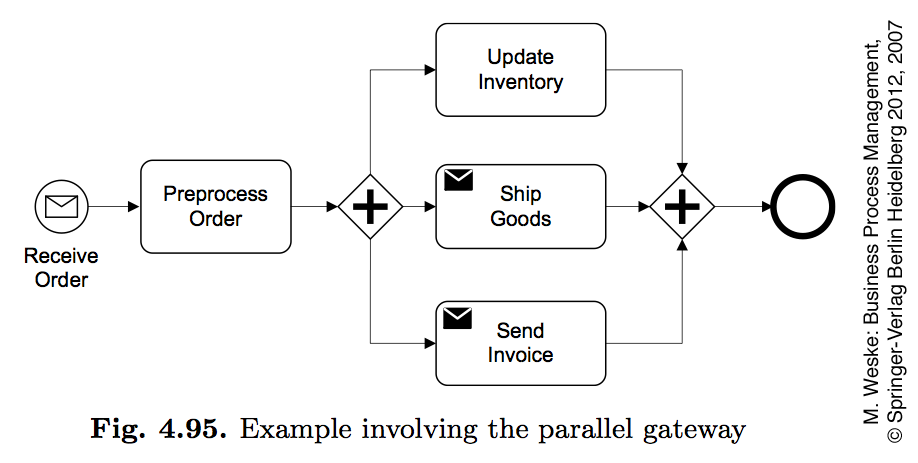 Update
Inventory
Preprocess
Order
Ship
Goods
Receive
Order
Send
Invoice
Fig. 4.95. Example involving the parallel gateway
M. Weske: Business Process Management,
© Springer-Verlag Berlin Heidelberg 2012, 2007